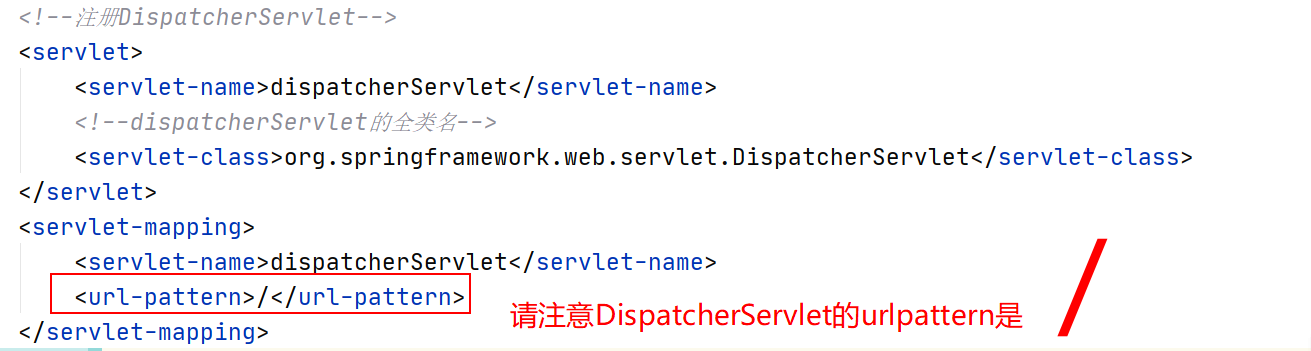 <!--注册DispatcherServlet-->
<servlet>
<servlet-name>dispatcherServlet</servlet-name>
<!--dispatcherServlet的全类名-->
<servlet-class>org.springframework.web.servlet.DispatcherServlet</servlet-class>
</servlet>
<servlet-mapping>
<servlet-name>dispatcherServlet</servlet-name>
<url-pattern>/</url-pattern>
请注意DispatcherServlet的urlpattern是 /
</servlet-mapping>